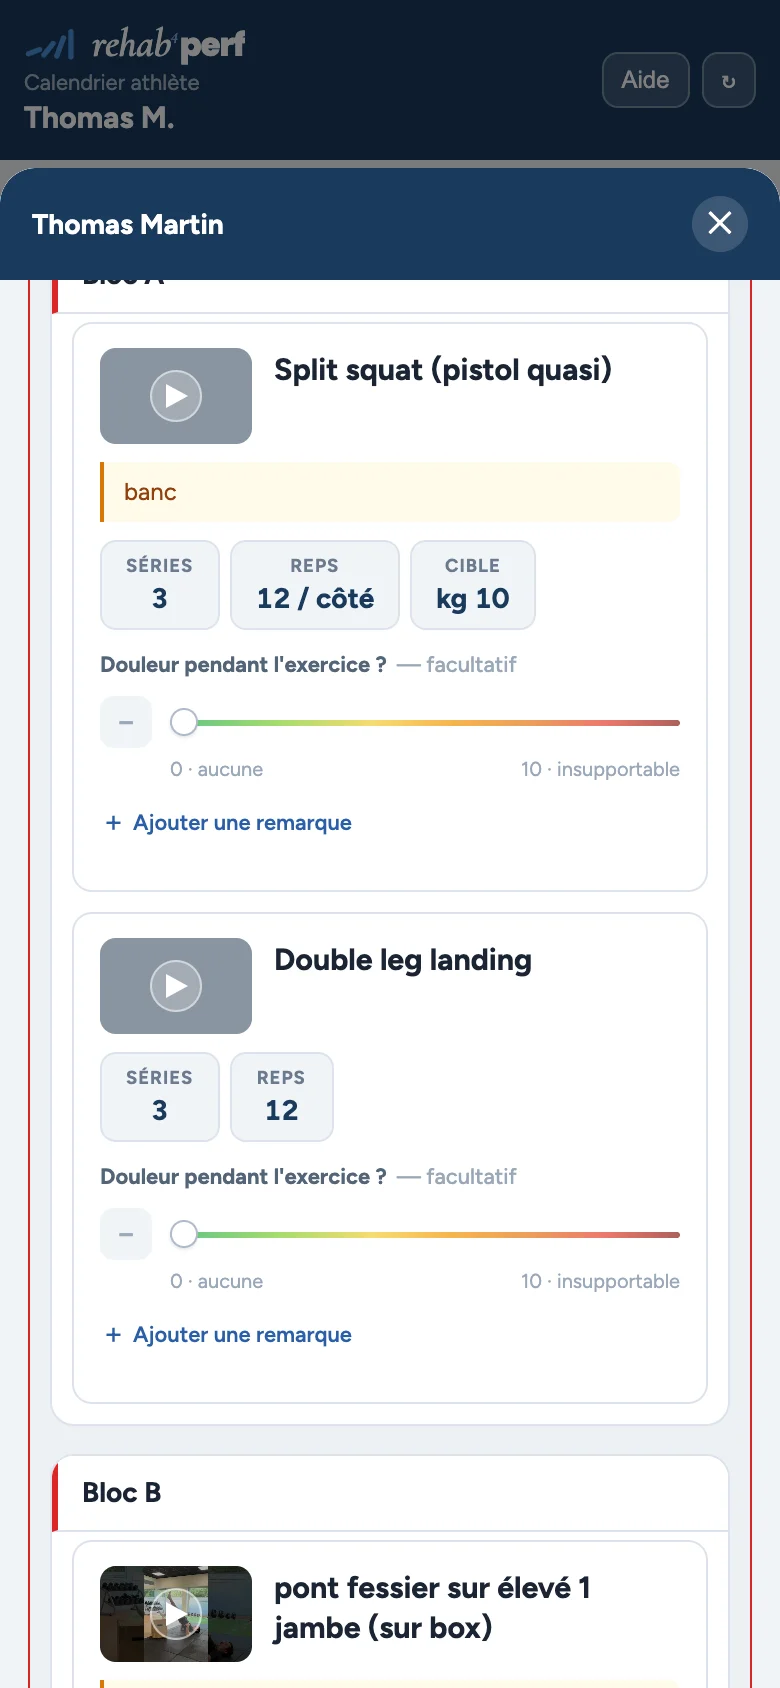 rehab4perf
Calendrier athlète
Thomas M.
Aide
Thomas Martin
Bloc A
Split squat (pistol quasi)
banc
SÉRIES
3
REPS
12 / côté
CIBLE
kg 10
Douleur pendant l'exercice ? — facultatif
0 · aucune
10 · insupportable
+ Ajouter une remarque
Double leg landing
SÉRIES
3
REPS
12
Douleur pendant l'exercice ? — facultatif
0 · aucune
10 · insupportable
+ Ajouter une remarque
Bloc B
pont fessier sur élevé 1
jambe (sur box)